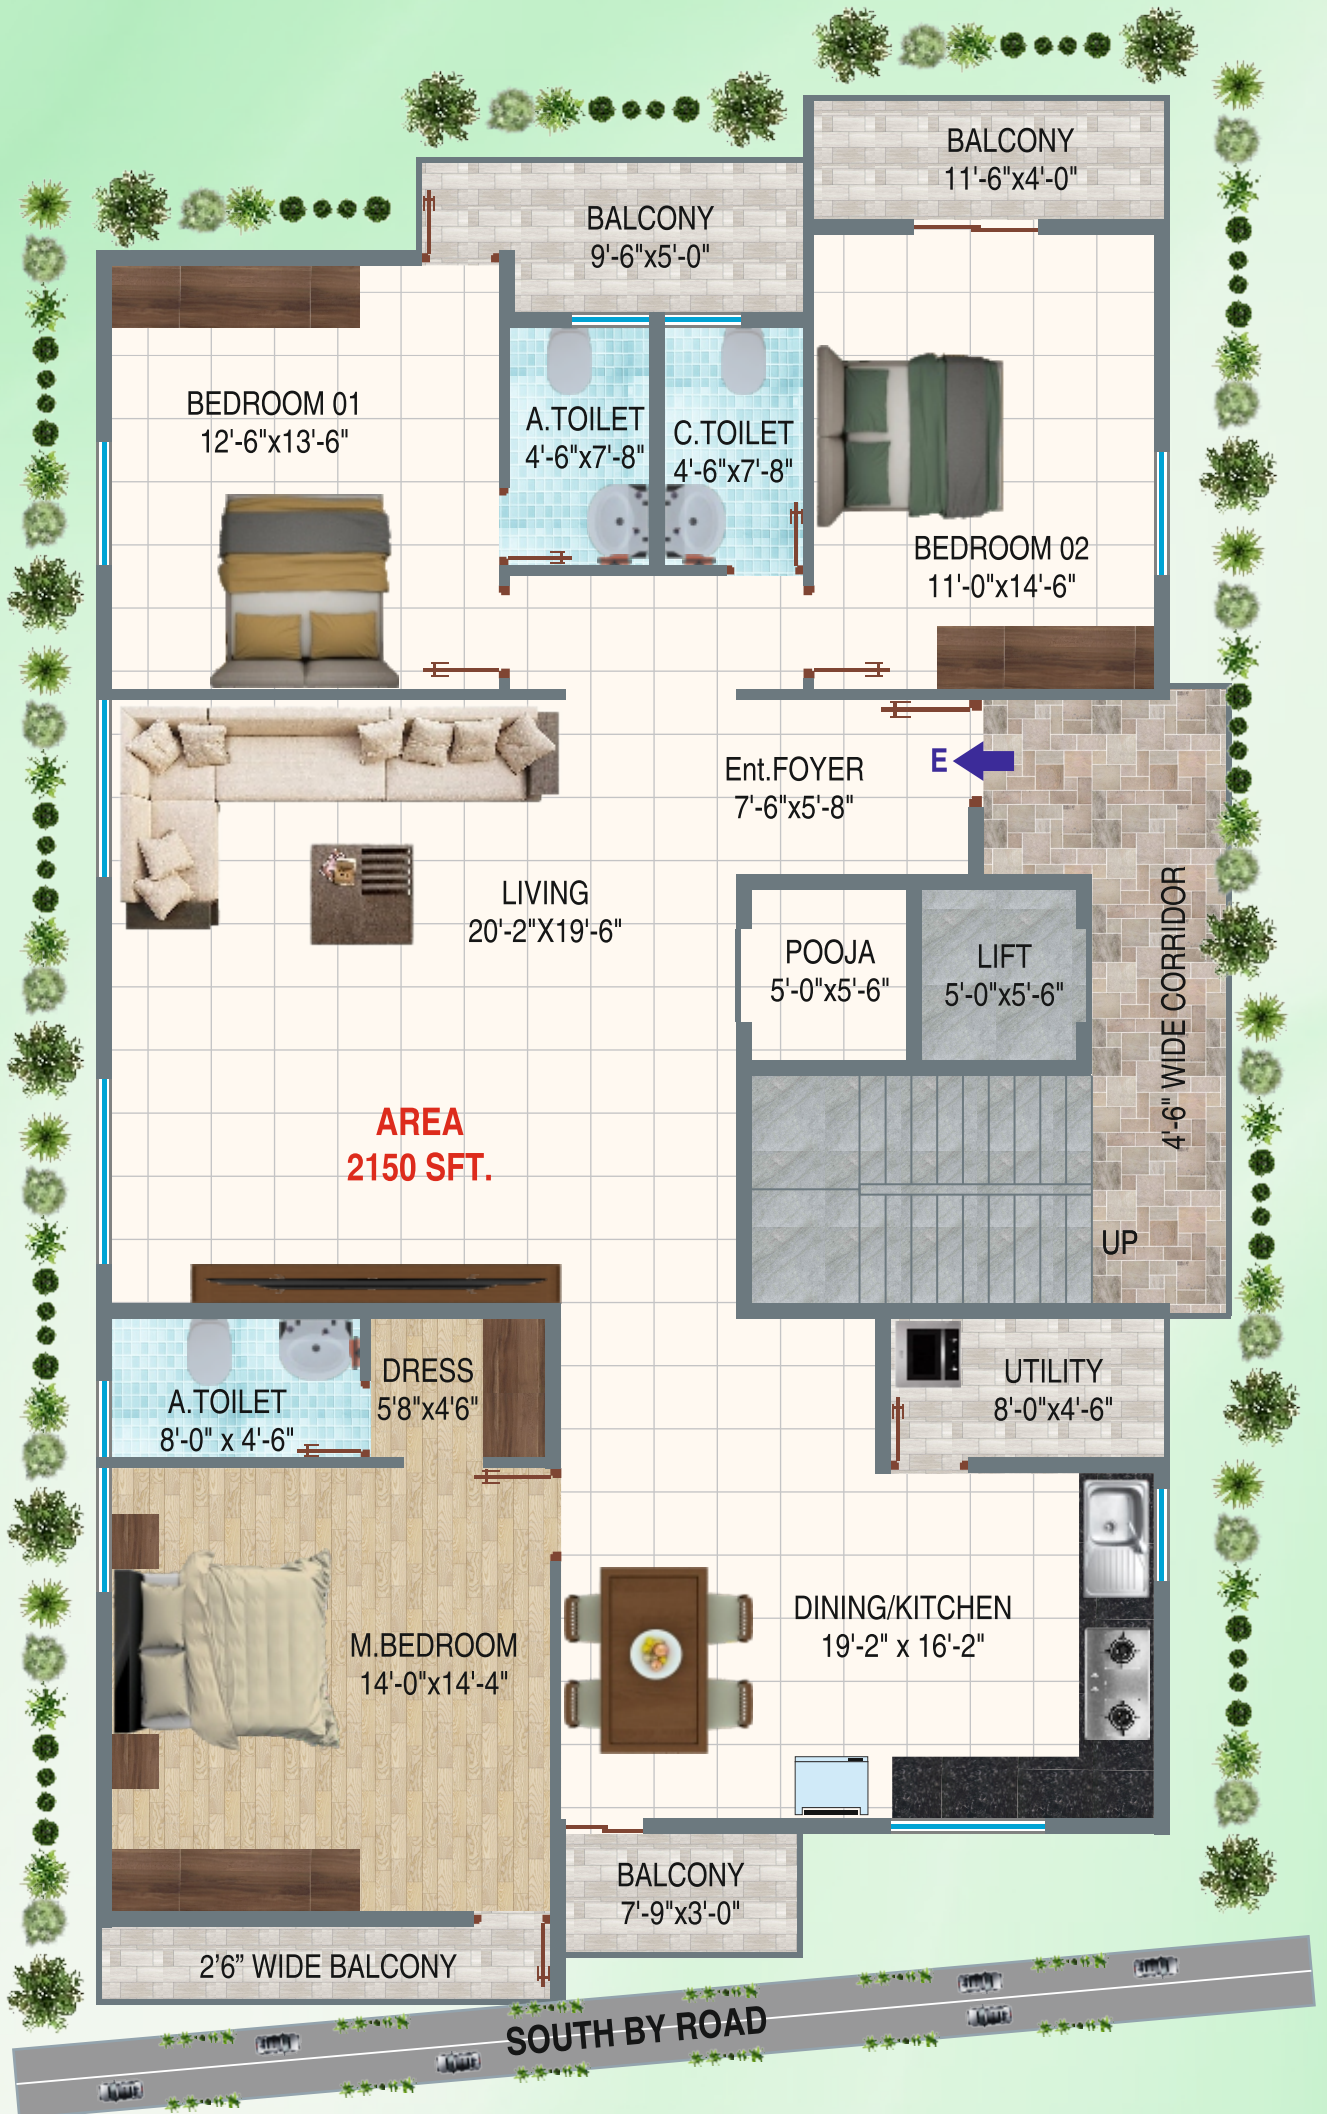 BALCONY
11'-6"x4'-0"
BALCONY
9'-6"x5'-0"
BEDROOM 01
12'-6"x13'-6"
A.TOILET
4'-6"x7'-8"
C.TOILET
4'-6"x7'-8"
BEDROOM 02
11'-0"x14'-6"
Ent.FOYER
7'-6"x5'-8"
E
LIVING
20'-2"X19'-6"
POOJA
5'-0"x5'-6"
LIFT
5'-0"x5'-6"
4'-6" WIDE CORRIDOR
AREA
2150 SFT.
UP
DRESS
5'8"x4'6"
A.TOILET
8'-0" x 4'-6"
UTILITY
8'-0"x4'-6"
M.BEDROOM
14'-0"x14'-4"
DINING/KITCHEN
19'-2" x 16'-2"
BALCONY
7'-9"x3'-0"
2’6” WIDE BALCONY
SOUTH BY ROAD